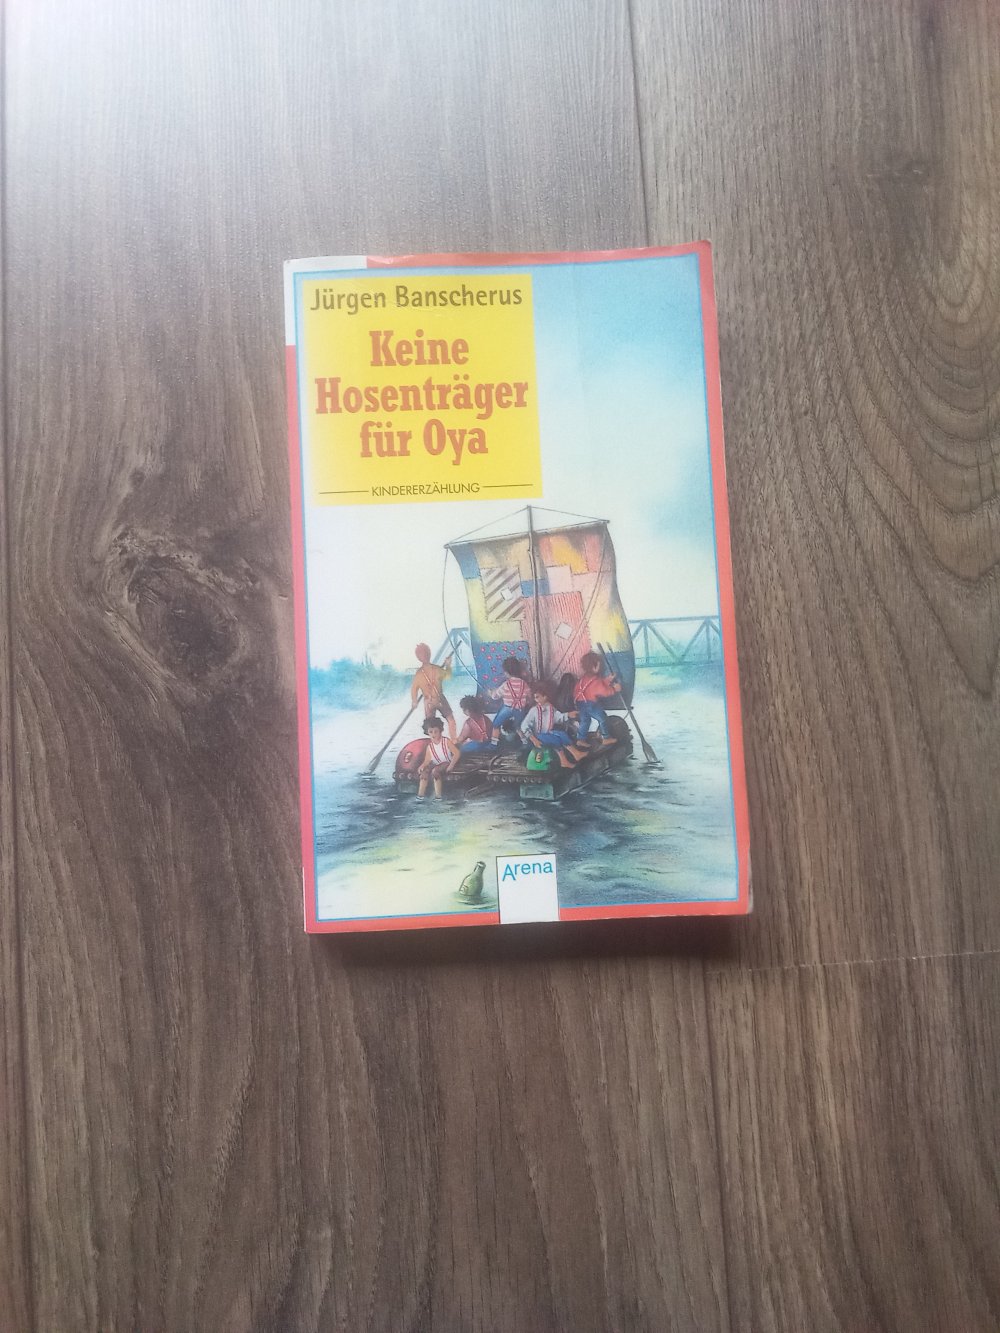 Jürgen Banscherus
Keine
Hosenträger
für Oya
KINDERERZÄHLUNG
Arena